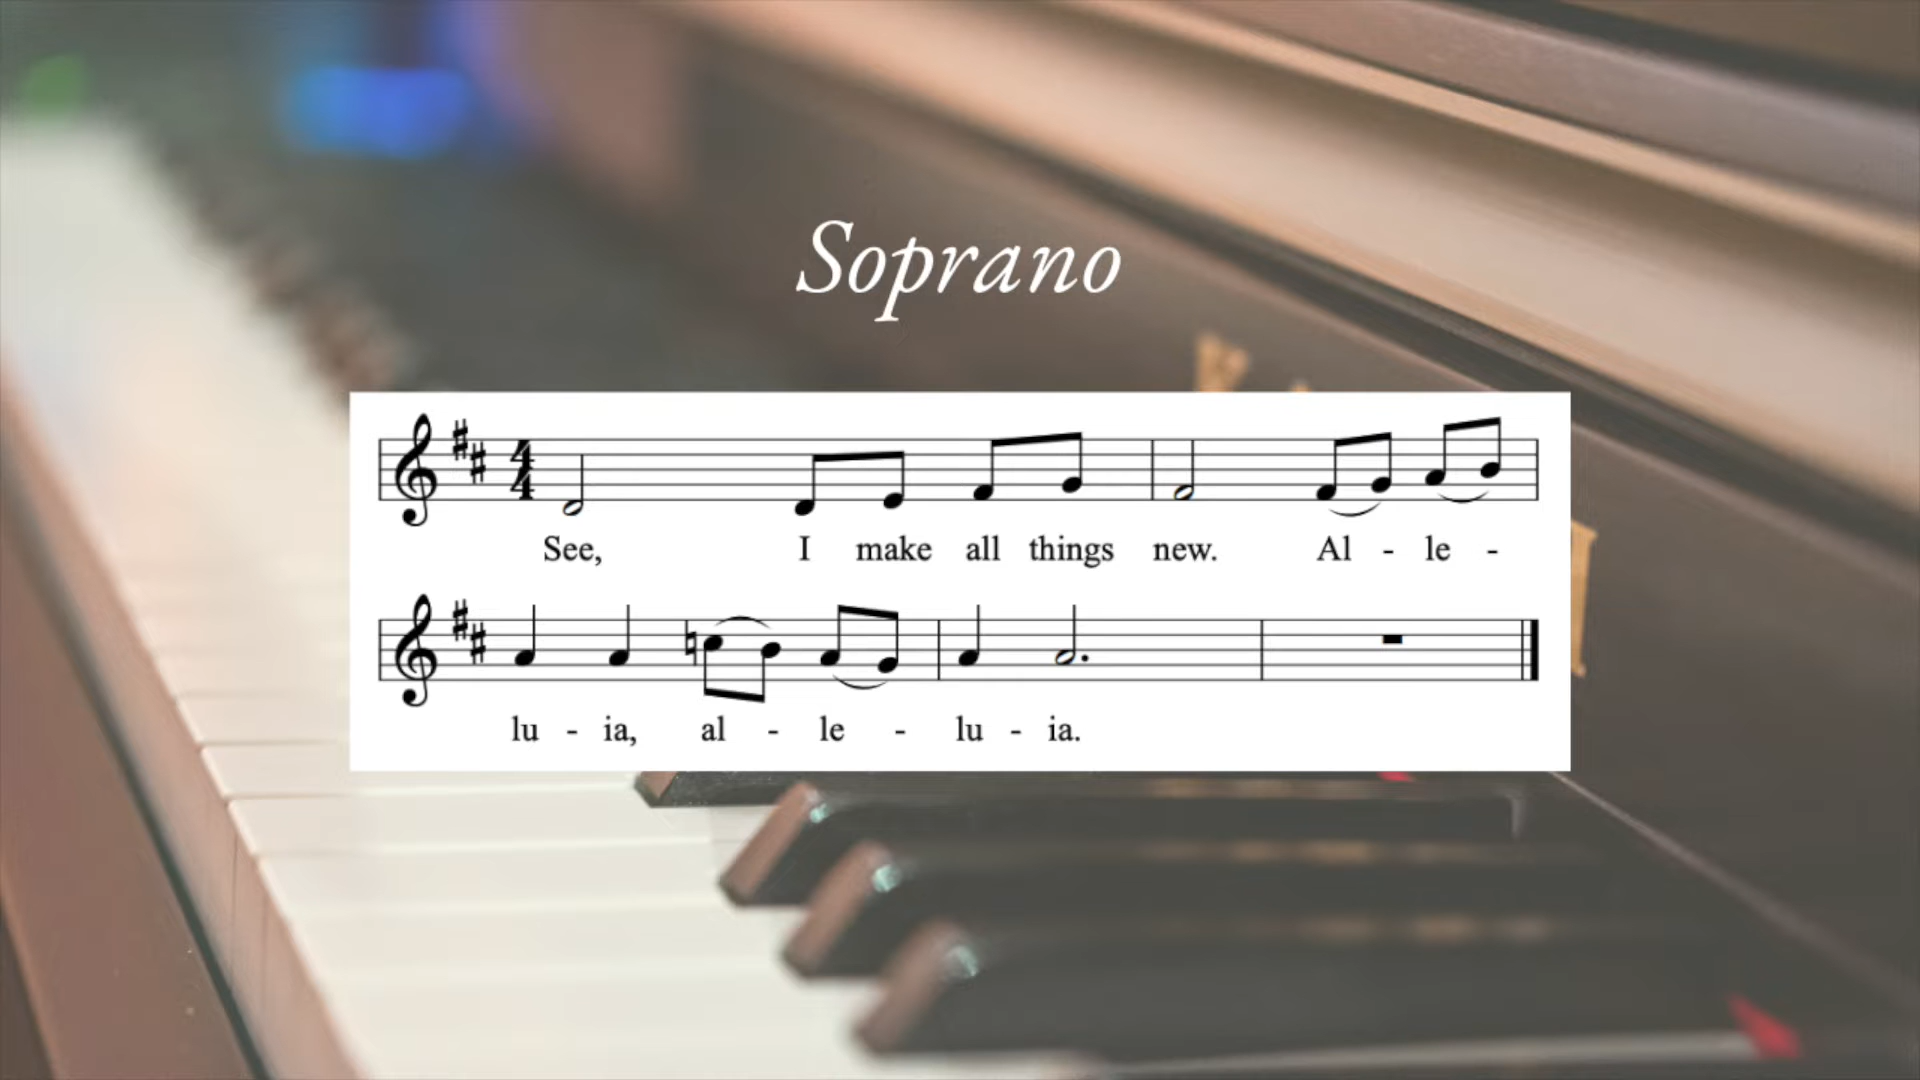 Soprano
See, I make all things new. Al - le -
lu - ia, al - le - lu - ia.